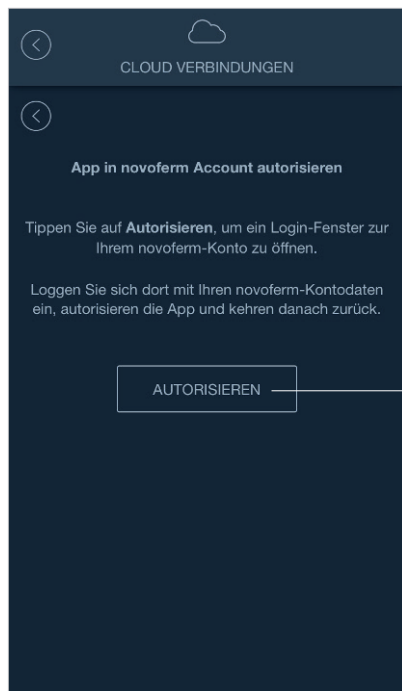 CLOUD VERBINDUNGEN
App in novoferm Account autorisieren
Tippen Sie auf Autorisieren, um ein Login-Fenster zur
Ihrem novoferm-Konto zu öffnen.
Loggen Sie sich dort mit Ihren novoferm-Kontodaten
ein, autorisieren die App und kehren danach zurück.
AUTORISIEREN